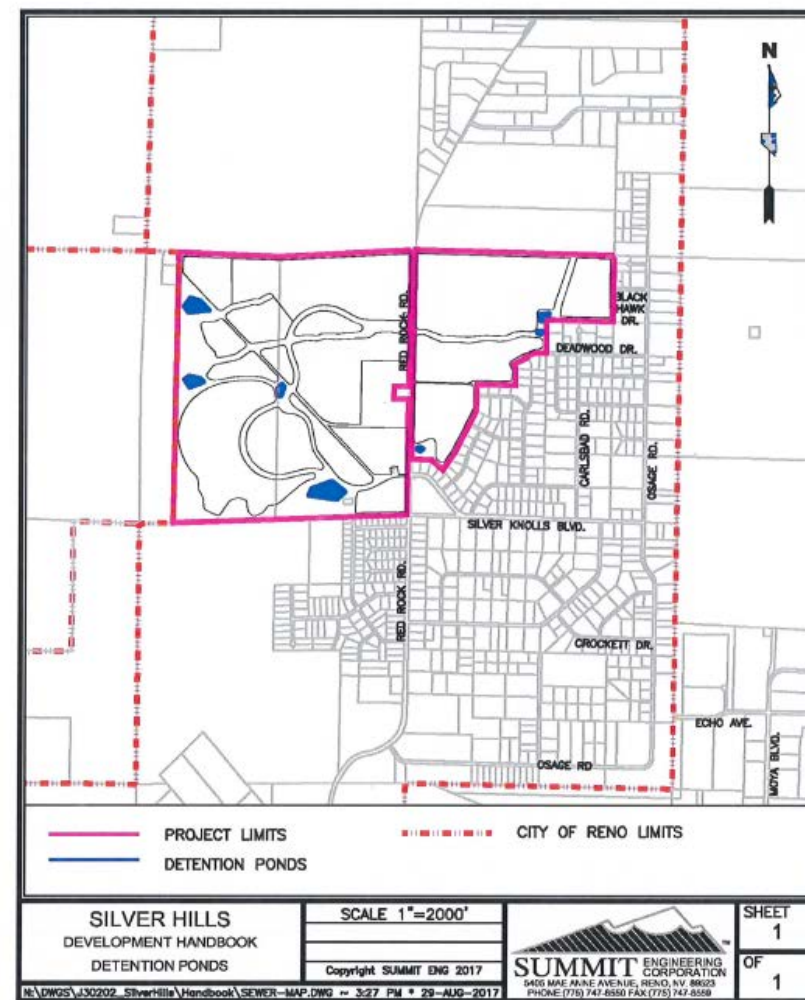 N
RED ROCK RD.
BLACK
HAWK
DR.
DEADWOOD DR.
CARLSBAD RD.
OSAGE RD.
SILVER KNOLLS BLVD.
RED ROCK RD.
CROCKETT DR.
ECHO AVE.
MOYA BLVD.
OSAGE RD
PROJECT LIMITS
CITY OF RENO LIMITS
DETENTION PONDS
SILVER HILLS
DEVELOPMENT HANDBOOK
DETENTION PONDS
SCALE 1"=2000'
Copyright SUMMIT ENG 2017
SUMMIT ENGINEERING
CORPORATION
5405 MAE ANNE AVENUE, RENO, NV. 89523
PHONE:(775) 747-8550 FAX:(775) 747-8559
SHEET
1
OF
1
N:\DWGS\J30202_SilverHills\Handbook\SEWER-MAP.DWG ~ 3:27 PM * 29-AUG-2017